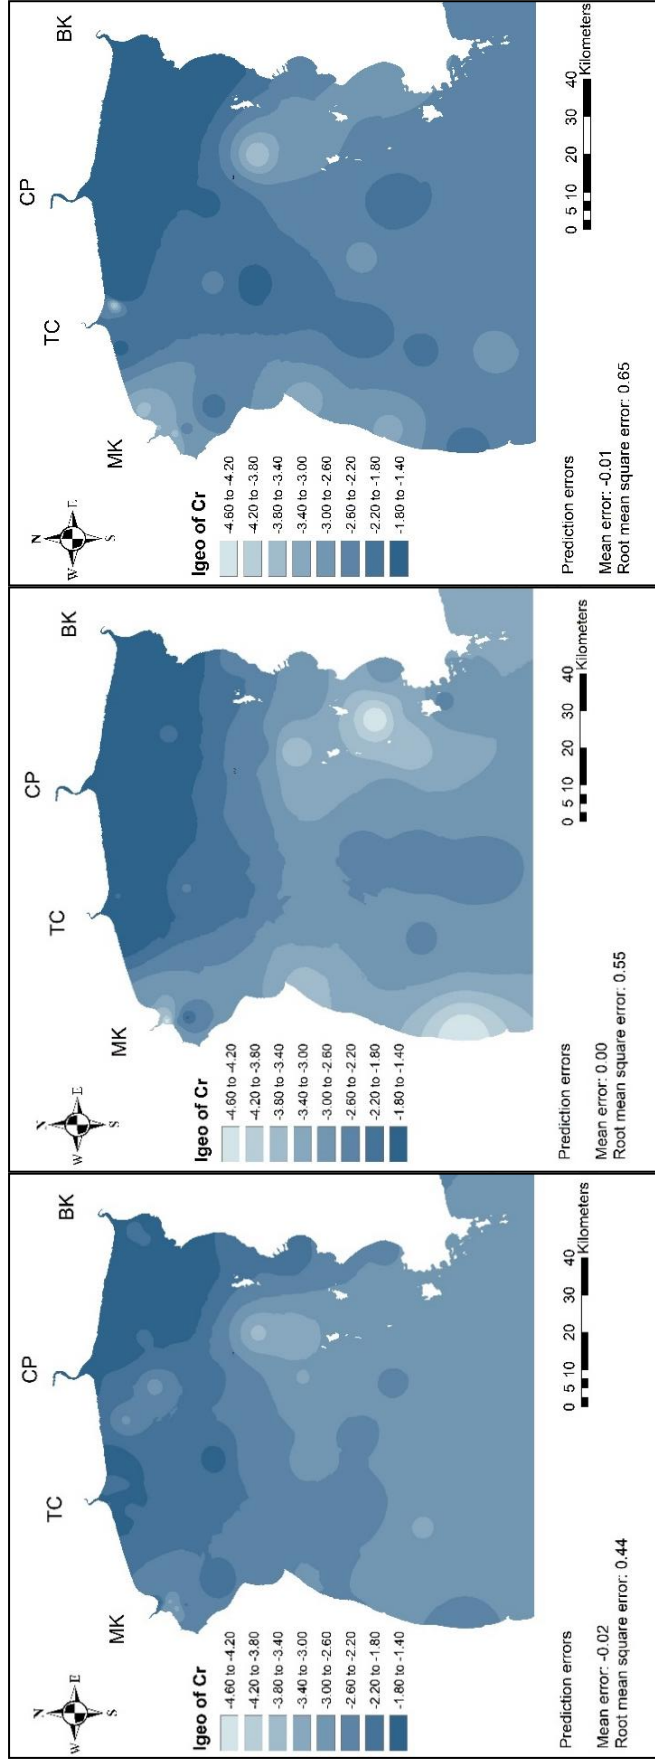 CP
TC
BK
MK
N
W E
S
Igeo of Cr
-4.60 to -4.20
-4.20 to -3.80
-3.80 to -3.40
-3.40 to -3.00
-3.00 to -2.60
-2.60 to -2.20
-2.20 to -1.80
-1.80 to -1.40
Prediction errors
Mean error: -0.02
Root mean square error: 0.44
0 5 10 20 30 40
Kilometers
CP
TC
BK
MK
N
W E
S
Igeo of Cr
-4.60 to -4.20
-4.20 to -3.80
-3.80 to -3.40
-3.40 to -3.00
-3.00 to -2.60
-2.60 to -2.20
-2.20 to -1.80
-1.80 to -1.40
Prediction errors
Mean error: 0.00
Root mean square error: 0.55
0 5 10 20 30 40
Kilometers
CP
TC
BK
MK
N
W E
S
Igeo of Cr
-4.60 to -4.20
-4.20 to -3.80
-3.80 to -3.40
-3.40 to -3.00
-3.00 to -2.60
-2.60 to -2.20
-2.20 to -1.80
-1.80 to -1.40
Prediction errors
Mean error: -0.01
Root mean square error: 0.65
0 5 10 20 30 40
Kilometers